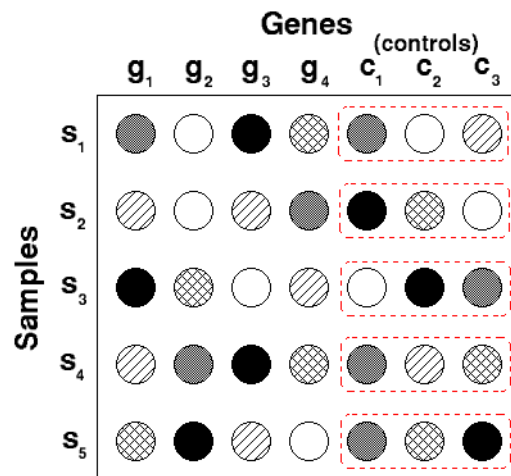 Genes
(controls)
g1 g2 g3 g4 c1 c2 c3
Samples
s1
s2
s3
s4
s5